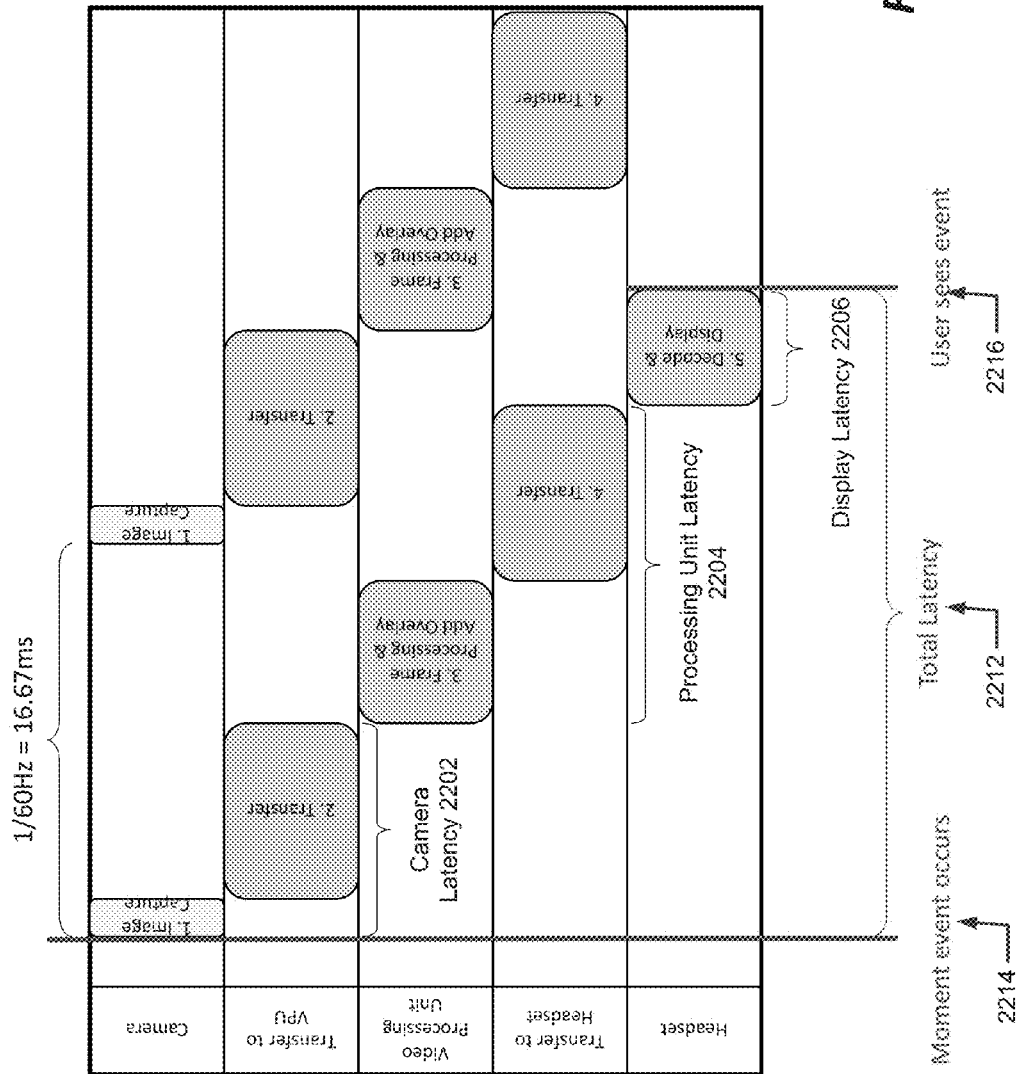 1/60Hz = 16.67ms
Camera
1. Image
Capture
1. Image
Capture
Transfer to
VPU
2. Transfer
2. Transfer
Video
Processing
Unit
3. Frame
Processing &
Add Overlay
3. Frame
Processing &
Add Overlay
Transfer to
Headset
4. Transfer
4. Transfer
Headset
5. Decode &
Display
Camera
Latency 2202
Processing Unit Latency
2204
Display Latency 2206
Moment event occurs
Total Latency
User sees event
2214
2212
2216